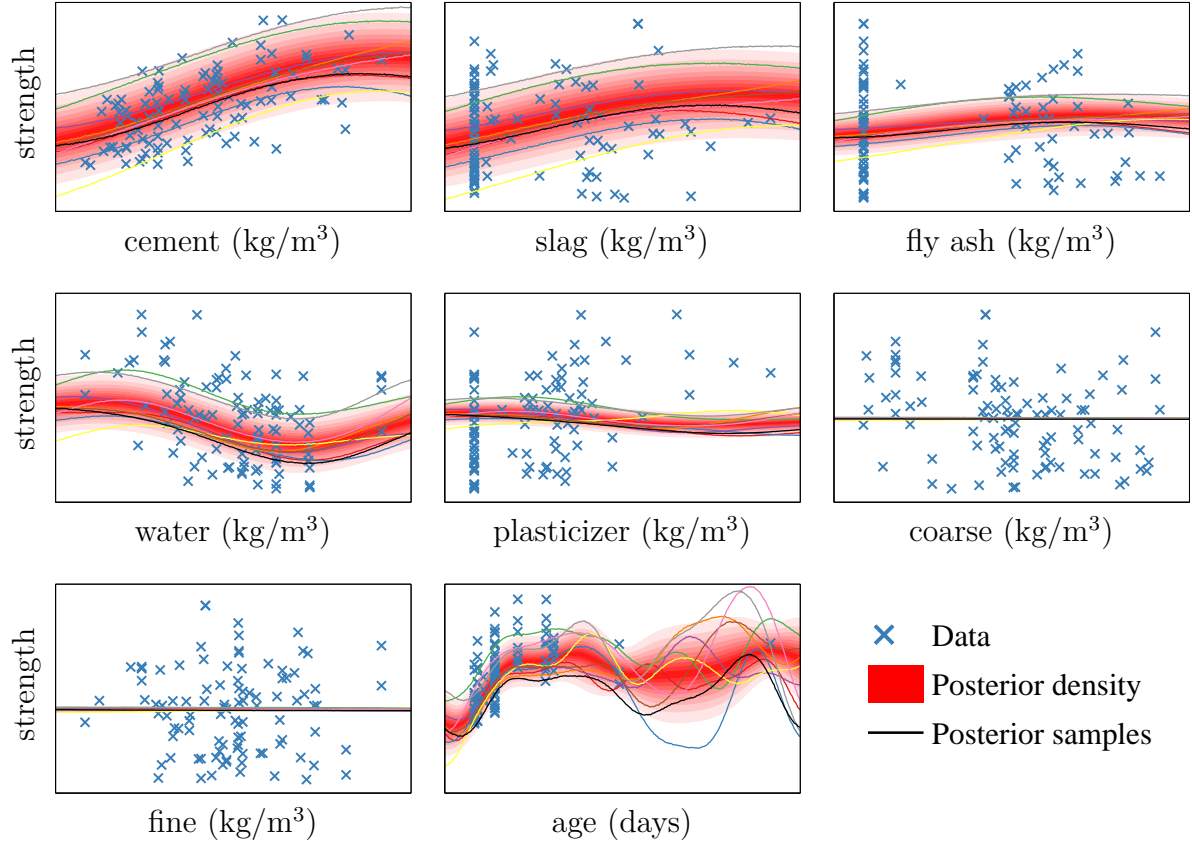 strength
cement (kg/m³)
slag (kg/m³)
fly ash (kg/m³)
strength
water (kg/m³)
plasticizer (kg/m³)
coarse (kg/m³)
strength
fine (kg/m³)
age (days)
Data
Posterior density
Posterior samples